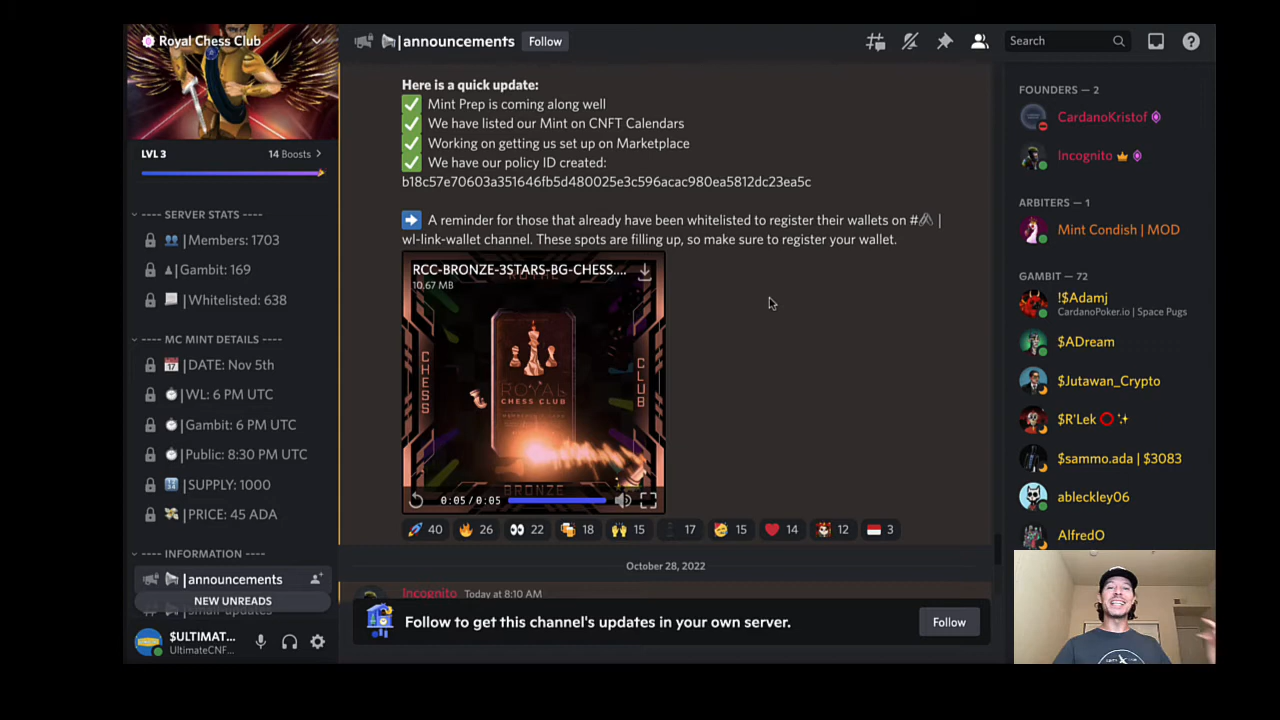 Royal Chess Club
LVL 3
14 Boosts
---- SERVER STATS ----
Members: 1703
Gambit: 169
Whitelisted: 638
---- MC MINT DETAILS ----
DATE: Nov 5th
WL: 6 PM UTC
Gambit: 6 PM UTC
Public: 8:30 PM UTC
SUPPLY: 1000
PRICE: 45 ADA
---- INFORMATION ----
announcements
NEW UNREADS
$ULTIMAT...
UltimateCNF...
|announcements
Follow
Search
Here is a quick update:
Mint Prep is coming along well
We have listed our Mint on CNFT Calendars
Working on getting us set up on Marketplace
We have our policy ID created:
b18c57e70603a351646fb5d480025e3c596acac980ea5812dc23ea5c
A reminder for those that already have been whitelisted to register their wallets on # |
wl-link-wallet channel. These spots are filling up, so make sure to register your wallet.
RCC-BRONZE-3STARS-BG-CHESS....
10.67 MB
CHESS
ROYAL
CHESS CLUB
CLUB
BRONZE
0:05 / 0:05
40 26 22 18 15 17 15 14 12 3
October 28, 2022
Incognito Today at 8:10 AM
Follow to get this channel's updates in your own server.
Follow
FOUNDERS — 2
CardanoKristof
Incognito
ARBITERS — 1
Mint Condish | MOD
GAMBIT — 72
!$Adamj
CardanoPoker.io | Space Pugs
$ADream
$Jutawan_Crypto
$R'Lek
$sammo.ada | $3083
ableckley06
AlfredO